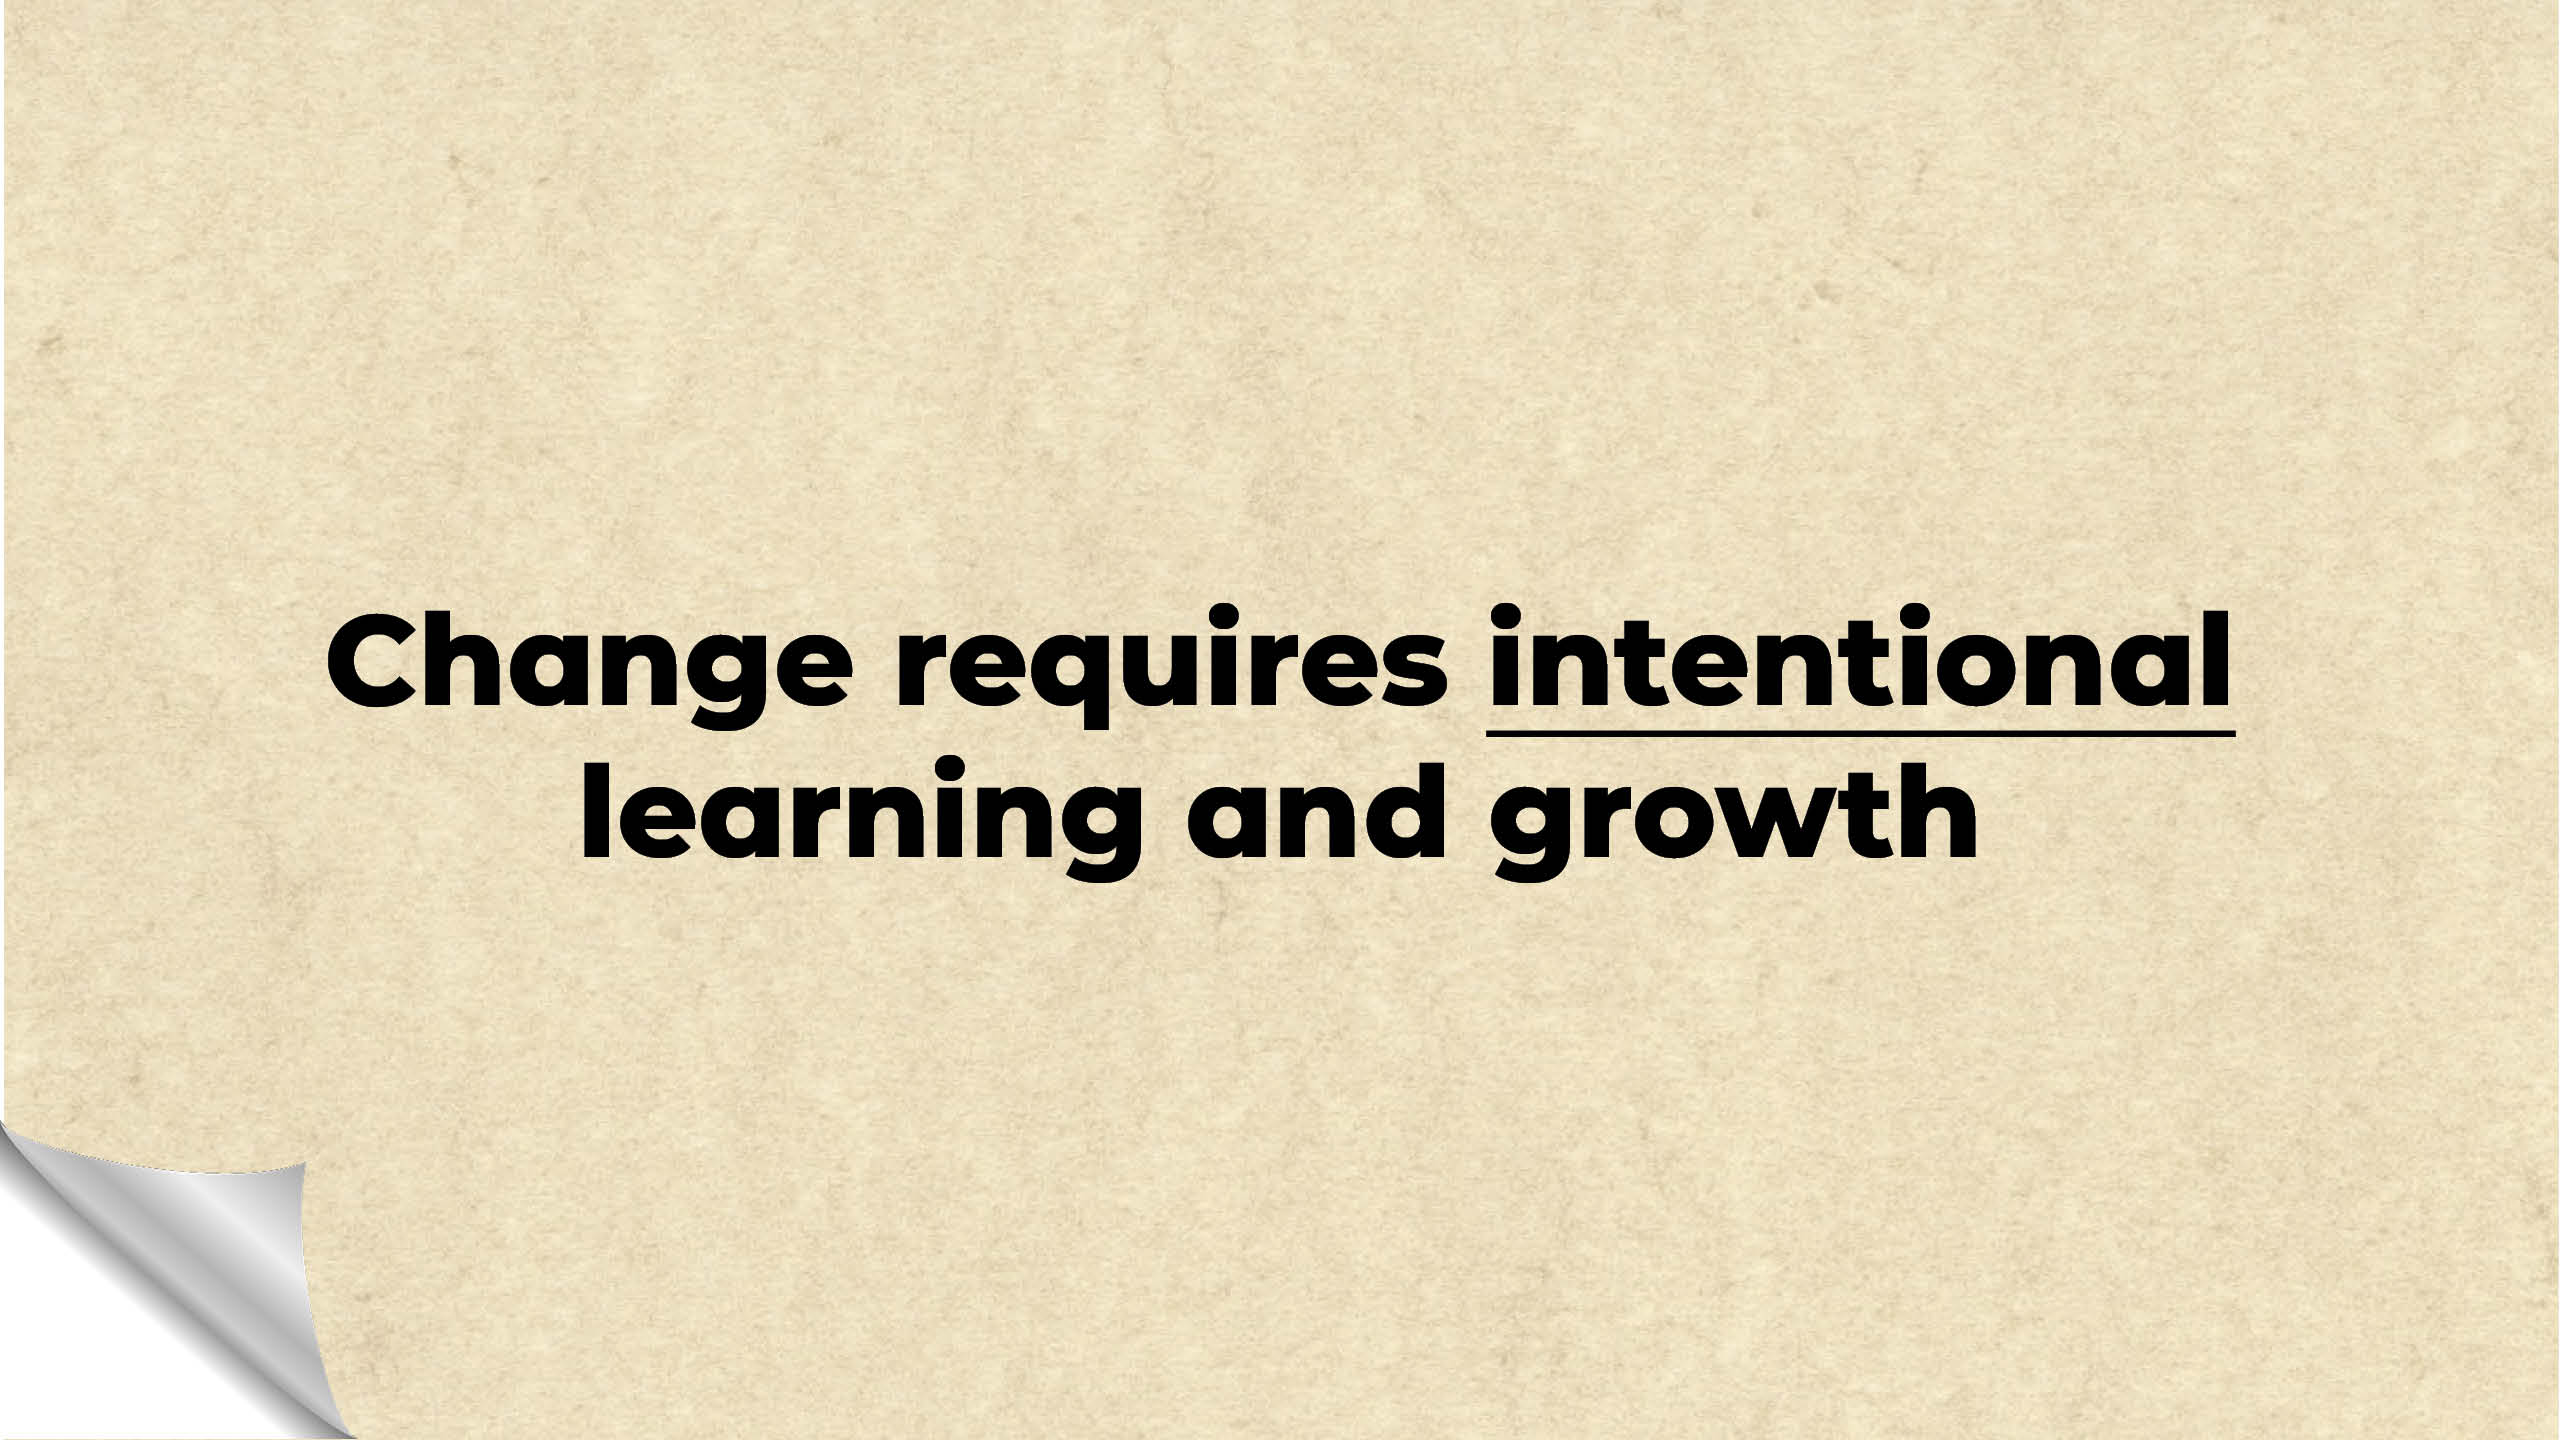 Change requires intentional
learning and growth